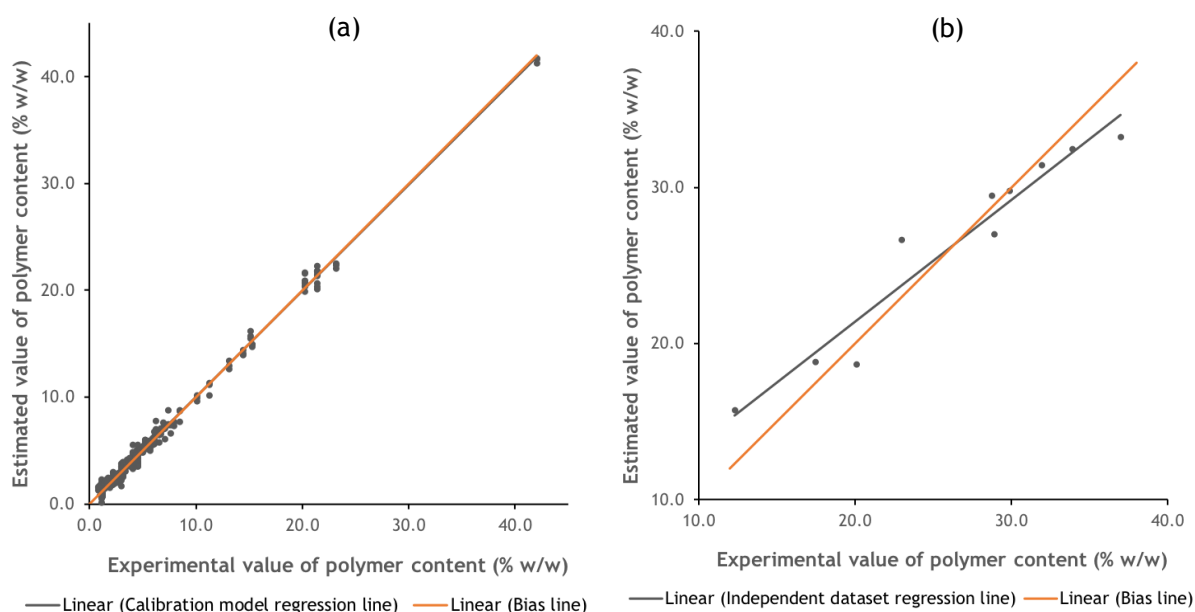 (a)
Estimated value of polymer content (% w/w)
40.0
30.0
20.0
10.0
0.0
0.0 10.0 20.0 30.0 40.0
Experimental value of polymer content (% w/w)
Linear (Calibration model regression line) Linear (Bias line)
(b)
Estimated value of polymer content (% w/w)
40.0
30.0
20.0
10.0
10.0 20.0 30.0 40.0
Experimental value of polymer content (% w/w)
Linear (Independent dataset regression line) Linear (Bias line)